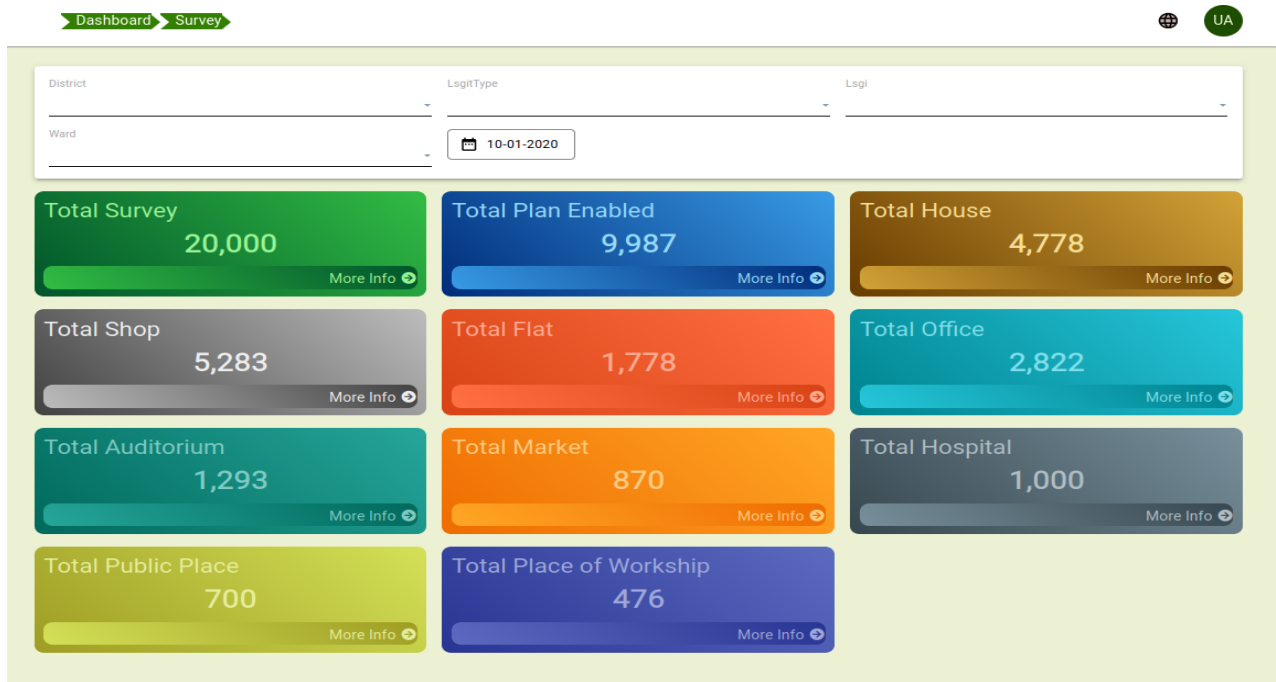 Dashboard Survey UA
District LsgitType Lsgi
Ward
10-01-2020
Total Survey Total Plan Enabled Total House
20,000 9,987 4,778
More Info More Info More Info
Total Shop Total Flat Total Office
5,283 1,778 2,822
More Info More Info More Info
Total Auditorium Total Market Total Hospital
1,293 870 1,000
More Info More Info More Info
Total Public Place Total Place of Workship
700 476
More Info More Info